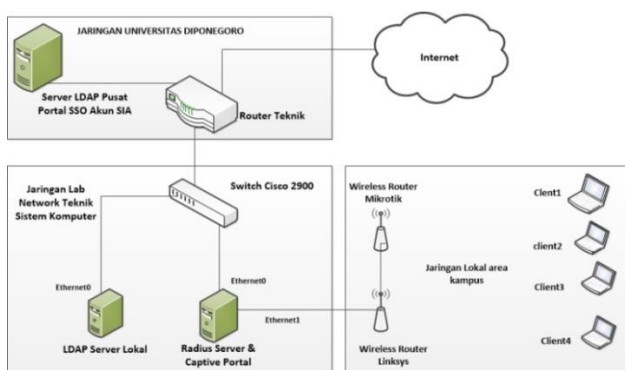 JARINGAN UNIVERSITAS DIPONEGORO
Internet
Server LDAP Pusat
Portal SSO Akun SIA
Router Teknik
Jaringan Lab
Network Teknik
Sistem Komputer
Switch Cisco 2900
Ethernet0
Ethernet0
Ethernet1
LDAP Server Lokal
Radius Server &
Captive Portal
Wireless Router
Mikrotik
Jaringan Lokal area
kampus
Wireless Router
Linksys
Clent1
client2
Client3
Client4